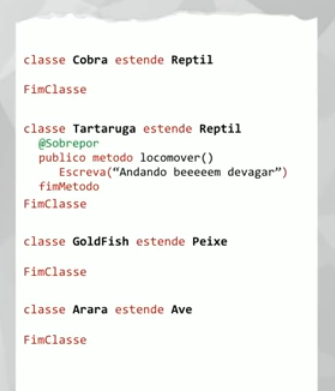 classe Cobra estende Reptil
FimClasse
classe Tartaruga estende Reptil
@Sobrepor
publico metodo locomover()
Escreva(“Andando beeeeem devagar”)
fimMetodo
FimClasse
classe GoldFish estende Peixe
FimClasse
classe Arara estende Ave
FimClasse